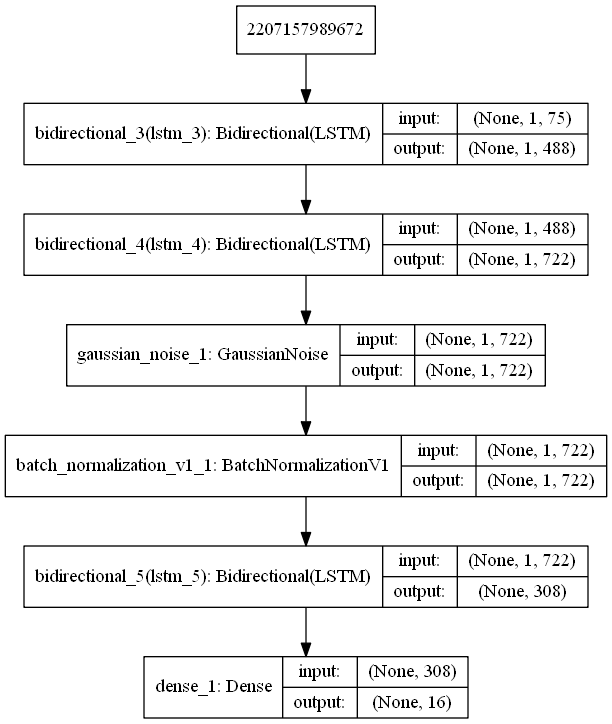 2207157989672
bidirectional_3(lstm_3): Bidirectional(LSTM)
input: (None, 1, 75)
output: (None, 1, 488)
bidirectional_4(lstm_4): Bidirectional(LSTM)
input: (None, 1, 488)
output: (None, 1, 722)
gaussian_noise_1: GaussianNoise
input: (None, 1, 722)
output: (None, 1, 722)
batch_normalization_v1_1: BatchNormalizationV1
input: (None, 1, 722)
output: (None, 1, 722)
bidirectional_5(lstm_5): Bidirectional(LSTM)
input: (None, 1, 722)
output: (None, 308)
dense_1: Dense
input: (None, 308)
output: (None, 16)